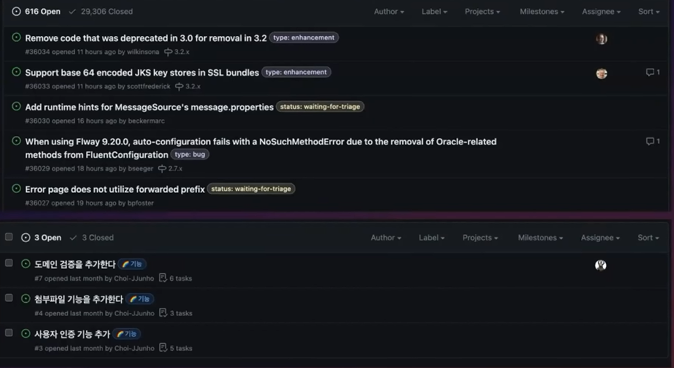 616 Open 29,306 Closed Author Label Projects Milestones Assignee Sort
Remove code that was deprecated in 3.0 for removal in 3.2 type: enhancement
#36034 opened 11 hours ago by wilkinsona 3.2.x
Support base 64 encoded JKS key stores in SSL bundles type: enhancement 1
#36033 opened 11 hours ago by scottfrederick 3.2.x
Add runtime hints for MessageSource's message.properties status: waiting-for-triage
#36030 opened 16 hours ago by beckermarc
When using Flway 9.20.0, auto-configuration fails with a NoSuchMethodError due to the removal of Oracle-related 1
methods from FluentConfiguration type: bug
#36029 opened 18 hours ago by beeeger 2.7.x
Error page does not utilize forwarded prefix status: waiting-for-triage
#36027 opened 19 hours ago by bpfoster
3 Open 3 Closed Author Label Projects Milestones Assignee Sort
도메인 검증을 추가한다 기능
#7 opened last month by Choi-JJunho 6 tasks
첨부파일 기능을 추가한다 기능
#4 opened last month by Choi-JJunho 3 tasks
사용자 인증 기능 추가 기능
#3 opened last month by Choi-JJunho 5 tasks